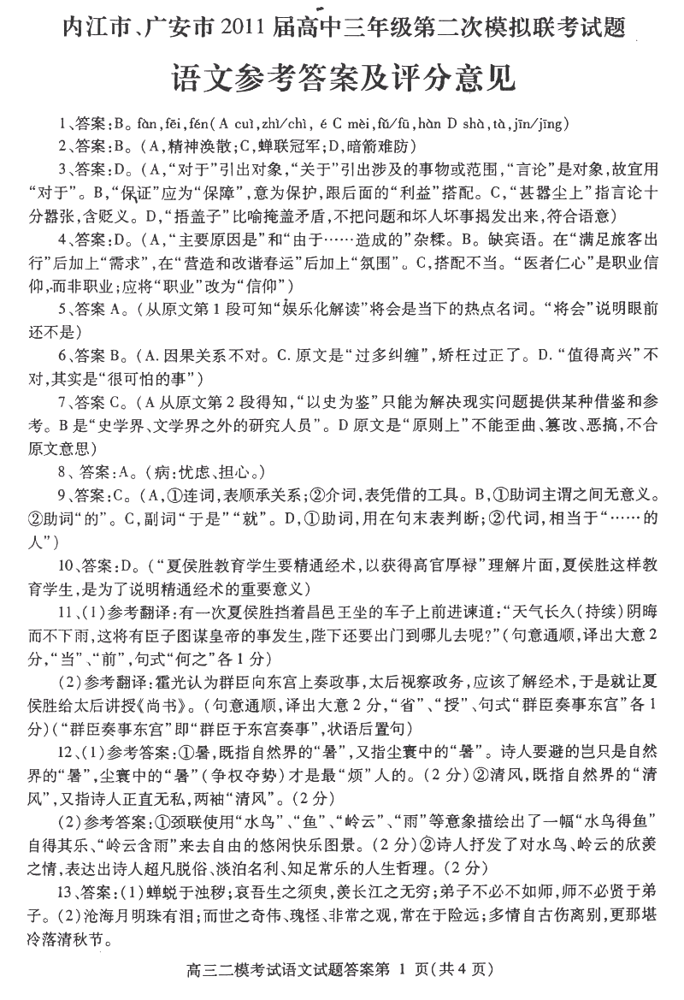 内江市、广安市2011届高中三年级第二次模拟联考试题
语文参考答案及评分意见
1、答案:B。fàn,fēi,fén(A cuì,zhì/chì, é C mèi,fǔ/fū,hàn D shà,tà,jīn/jīng)
2、答案:B。(A,精神涣散;C,蝉联冠军;D,暗箭难防)
3、答案:D。(A,“对于”引出对象,“关于”引出涉及的事物或范围,“言论”是对象,故宜用
“对于”。B,“保证”应为“保障”,意为保护,跟后面的“利益”搭配。C,“甚嚣尘上”指言论十
分嚣张,含贬义。D,“捂盖子”比喻掩盖矛盾,不把问题和坏人坏事揭发出来,符合语意)
4、答案:D。(A,“主要原因是”和“由于……造成的”杂糅。B。缺宾语。在“满足旅客出
行”后加上“需求”,在“营造和改谐春运”后加上“氛围”。C,搭配不当。“医者仁心”是职业信
仰,而非职业;应将“职业”改为“信仰”)
5、答案A。(从原文第1段可知“娱乐化解读”将会是当下的热点名词。“将会”说明眼前
还不是)
6、答案B。(A.因果关系不对。C.原文是“过多纠缠”,矫枉过正了。D.“值得高兴”不
对,其实是“很可怕的事”)
7、答案C。(A从原文第2段得知,“以史为鉴”只能为解决现实问题提供某种借鉴和参
考。B是“史学界、文学界之外的研究人员”。D原文是“原则上”不能歪曲、篡改、恶搞,不合
原文意思)
8、答案:A。(病:忧虑、担心。)
9、答案:C。(A,①连词,表顺承关系;②介词,表凭借的工具。B,①助词主谓之间无意义。
②助词“的”。C,副词“于是”“就”。D,①助词,用在句末表判断;②代词,相当于“……的
人”)
10、答案:D。(“夏侯胜教育学生要精通经术,以获得高官厚禄”理解片面,夏侯胜这样教
育学生,是为了说明精通经术的重要意义)
11、(1)参考翻译:有一次夏侯胜挡着昌邑王坐的车子上前进谏道:“天气长久(持续)阴晦
而不下雨,这将有臣子图谋皇帝的事发生,陛下还要出门到哪儿去呢?”(句意通顺,译出大意2
分,“当”、“前”,句式“何之”各1分)
(2)参考翻译:霍光认为群臣向东宫上奏政事,太后视察政务,应该了解经术,于是就让夏
侯胜给太后讲授《尚书》。(句意通顺,译出大意2分,“省”、“授”、句式“群臣奏事东宫”各1
分)(“群臣奏事东宫”即“群臣于东宫奏事”,状语后置句)
12、(1)参考答案:①暑,既指自然界的“暑”,又指尘寰中的“暑”。诗人要避的岂只是自然
界的“暑”,尘寰中的“暑”(争权夺势)才是最“烦”人的。(2分)②清风,既指自然界的“清
风”,又指诗人正直无私,两袖“清风”。(2分)
(2)参考答案:①颈联使用“水鸟”、“鱼”、“岭云”、“雨”等意象描绘出了一幅“水鸟得鱼”
自得其乐、“岭云含雨”来去自由的悠闲快乐图景。(2分)②诗人抒发了对水鸟、岭云的欣羡
之情,表达出诗人超凡脱俗、淡泊名利、知足常乐的人生哲理。(2分)
13、答案:(1)蝉蜕于浊秽;哀吾生之须臾,羡长江之无穷;弟子不必不如师,师不必贤于弟
子。(2)沧海月明珠有泪;而世之奇伟、瑰怪、非常之观,常在于险远;多情自古伤离别,更那堪
冷落清秋节。
高三二模考试语文试题答案第 1 页(共4页)